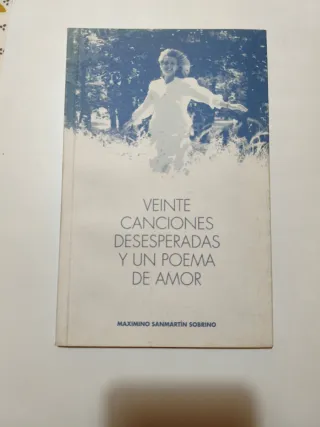 VEINTE
CANCIONES
DESESPERADAS
Y UN POEMA
DE AMOR
MAXIMINO SANMARTÍN SOBRINO